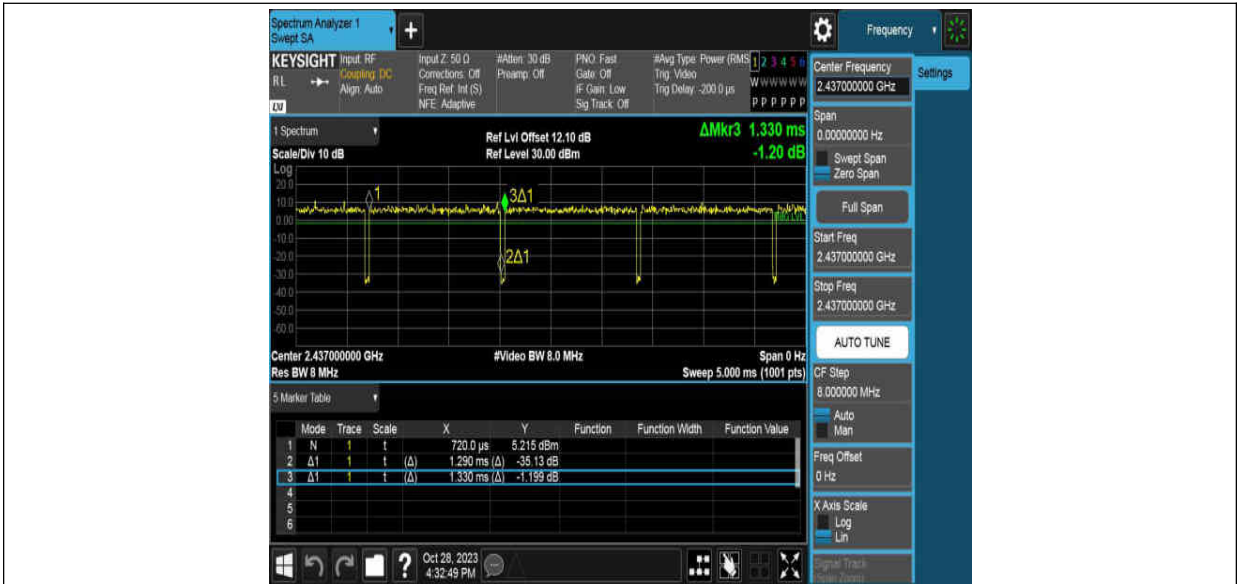 Spectrum Analyzer 1
Swept SA
+
Frequency
KEYSIGHT
RL
LXI
Input: RF
Coupling: DC
Align: Auto
Input Z: 50 Ω
Corrections: Off
Freq Ref: Int (S)
NFE: Adaptive
#Atten: 30 dB
Preamp: Off
PNO: Fast
Gate: Off
IF Gain: Low
Sig Track: Off
#Avg Type: Power (RMS
Trig: Video
Trig Delay: -200.0 µs
1 2 3 4 5 6
W W W W W W
P P P P P P
1 Spectrum
Scale/Div 10 dB
Ref Lvl Offset 12.10 dB
Ref Level 30.00 dBm
ΔMkr3 1.330 ms
-1.20 dB
Log
20.0
10.0
0.00
-10.0
-20.0
-30.0
-40.0
-50.0
-60.0
1
3Δ1
2Δ1
TRIG LVL
Center 2.437000000 GHz
#Video BW 8.0 MHz
Span 0 Hz
Res BW 8 MHz
Sweep 5.000 ms (1001 pts)
5 Marker Table
Mode Trace Scale X Y Function Function Width Function Value
1 N 1 t 720.0 µs 5.215 dBm
2 Δ1 1 t (Δ) 1.290 ms (Δ) -35.13 dB
3 Δ1 1 t (Δ) 1.330 ms (Δ) -1.199 dB
4
5
6
?
Oct 28, 2023
4:32:49 PM
Center Frequency
2.437000000 GHz
Settings
Span
0.00000000 Hz
Swept Span
Zero Span
Full Span
Start Freq
2.437000000 GHz
Stop Freq
2.437000000 GHz
AUTO TUNE
CF Step
8.000000 MHz
Auto
Man
Freq Offset
0 Hz
X Axis Scale
Log
Lin
Signal Track
(Span Zoom)